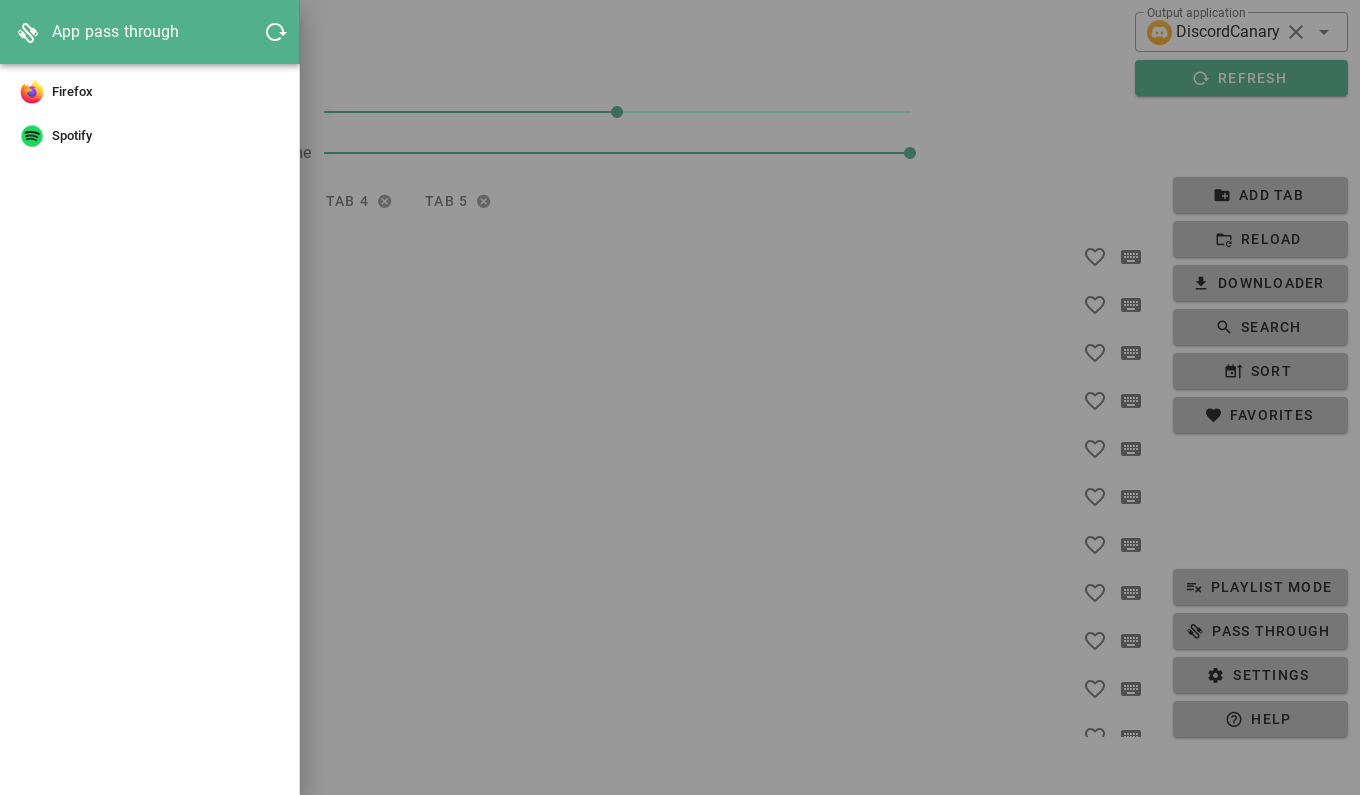 App pass through
Firefox
Spotify
Output application
DiscordCanary
REFRESH
TAB 4
TAB 5
ADD TAB
RELOAD
DOWNLOADER
SEARCH
SORT
FAVORITES
PLAYLIST MODE
PASS THROUGH
SETTINGS
HELP